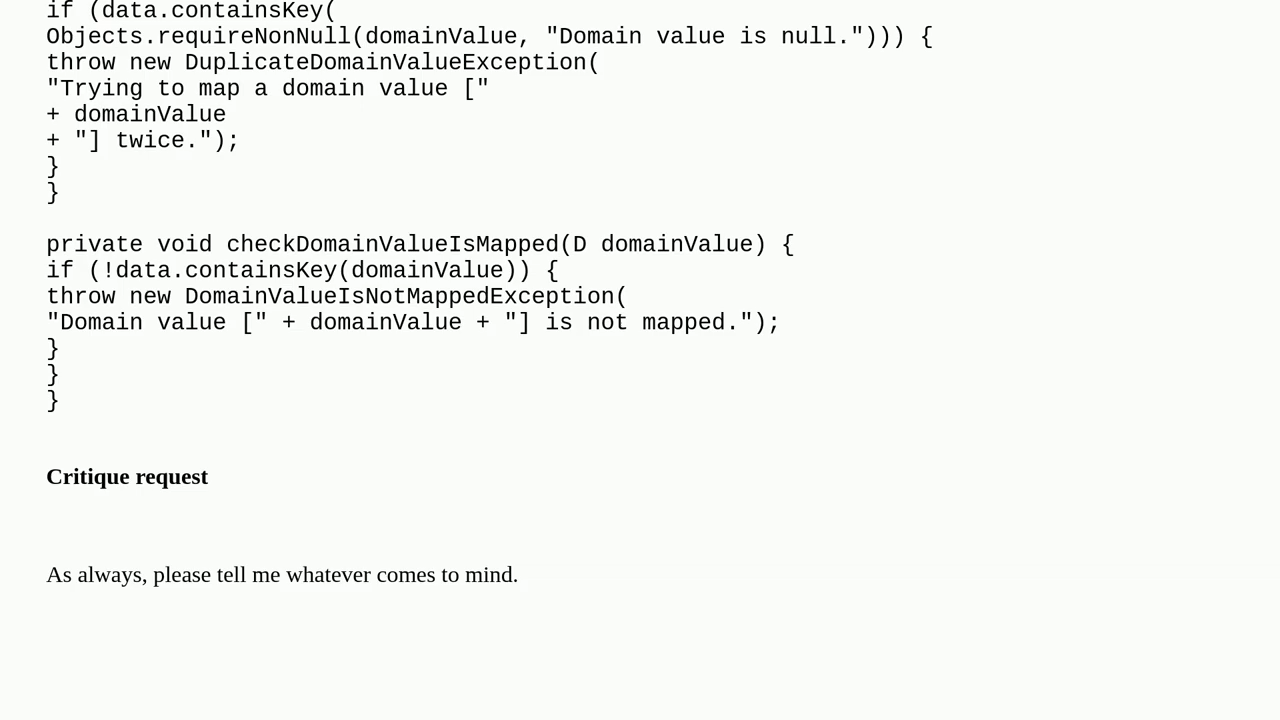 if (data.containsKey(
Objects.requireNonNull(domainValue, "Domain value is null."))) {
throw new DuplicateDomainValueException(
"Trying to map a domain value ["
+ domainValue
+ "] twice.");
}
}
private void checkDomainValueIsMapped(D domainValue) {
if (!data.containsKey(domainValue)) {
throw new DomainValueIsNotMappedException(
"Domain value [" + domainValue + "] is not mapped.");
}
}
}
Critique request
As always, please tell me whatever comes to mind.